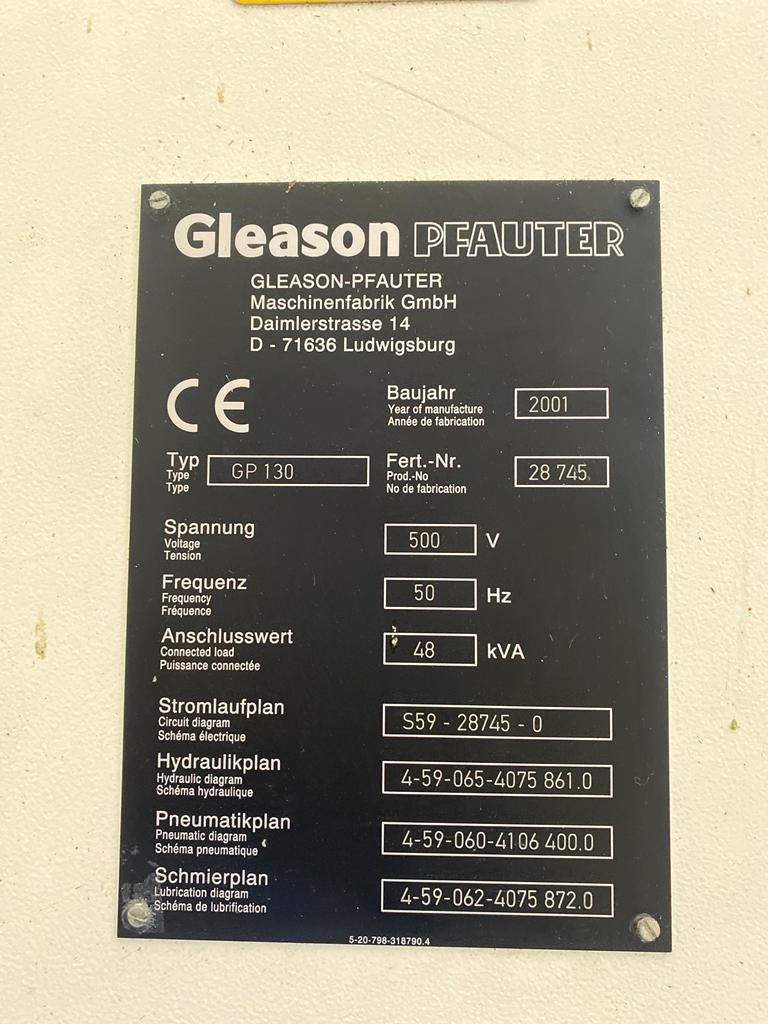 Gleason PFAUTER
GLEASON-PFAUTER
Maschinenfabrik GmbH
Daimlerstrasse 14
D - 71636 Ludwigsburg
CE
Baujahr
Year of manufacture
Année de fabrication
2001
Typ
Type
Type
GP 130
Fert.-Nr.
Prod.-No
No de fabrication
28 745
Spannung
Voltage
Tension
500 V
Frequenz
Frequency
Fréquence
50 Hz
Anschlusswert
Connected load
Puissance connectée
48 kVA
Stromlaufplan
Circuit diagram
Schéma électrique
S59 - 28745 - 0
Hydraulikplan
Hydraulic diagram
Schéma hydraulique
4-59-065-4075 861.0
Pneumatikplan
Pneumatic diagram
Schéma pneumatique
4-59-060-4106 400.0
Schmierplan
Lubrication diagram
Schéma de lubrification
4-59-062-4075 872.0
5-20-798-318790.4